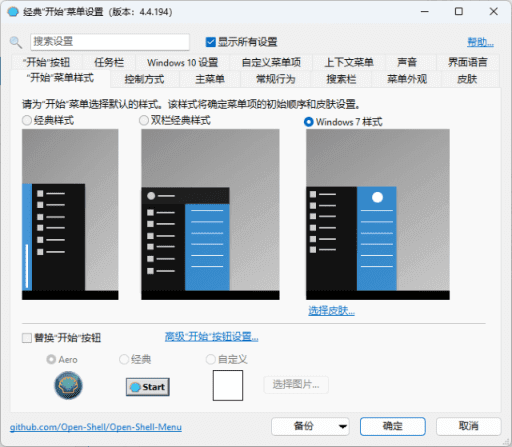 经典“开始”菜单设置（版本：4.4.194）
搜索设置
显示所有设置
帮助...
“开始”按钮 任务栏 Windows 10 设置 自定义菜单项 上下文菜单 声音 界面语言
“开始”菜单样式 控制方式 主菜单 常规行为 搜索栏 菜单外观 皮肤
请为“开始”菜单选择默认的样式。该样式将确定菜单项的初始顺序和皮肤设置。
经典样式 双栏经典样式 Windows 7 样式
选择皮肤...
替换“开始”按钮 高级“开始”按钮设置...
Aero 经典 自定义
Start 选择图片...
github.com/Open-Shell/Open-Shell-Menu 备份 确定 取消